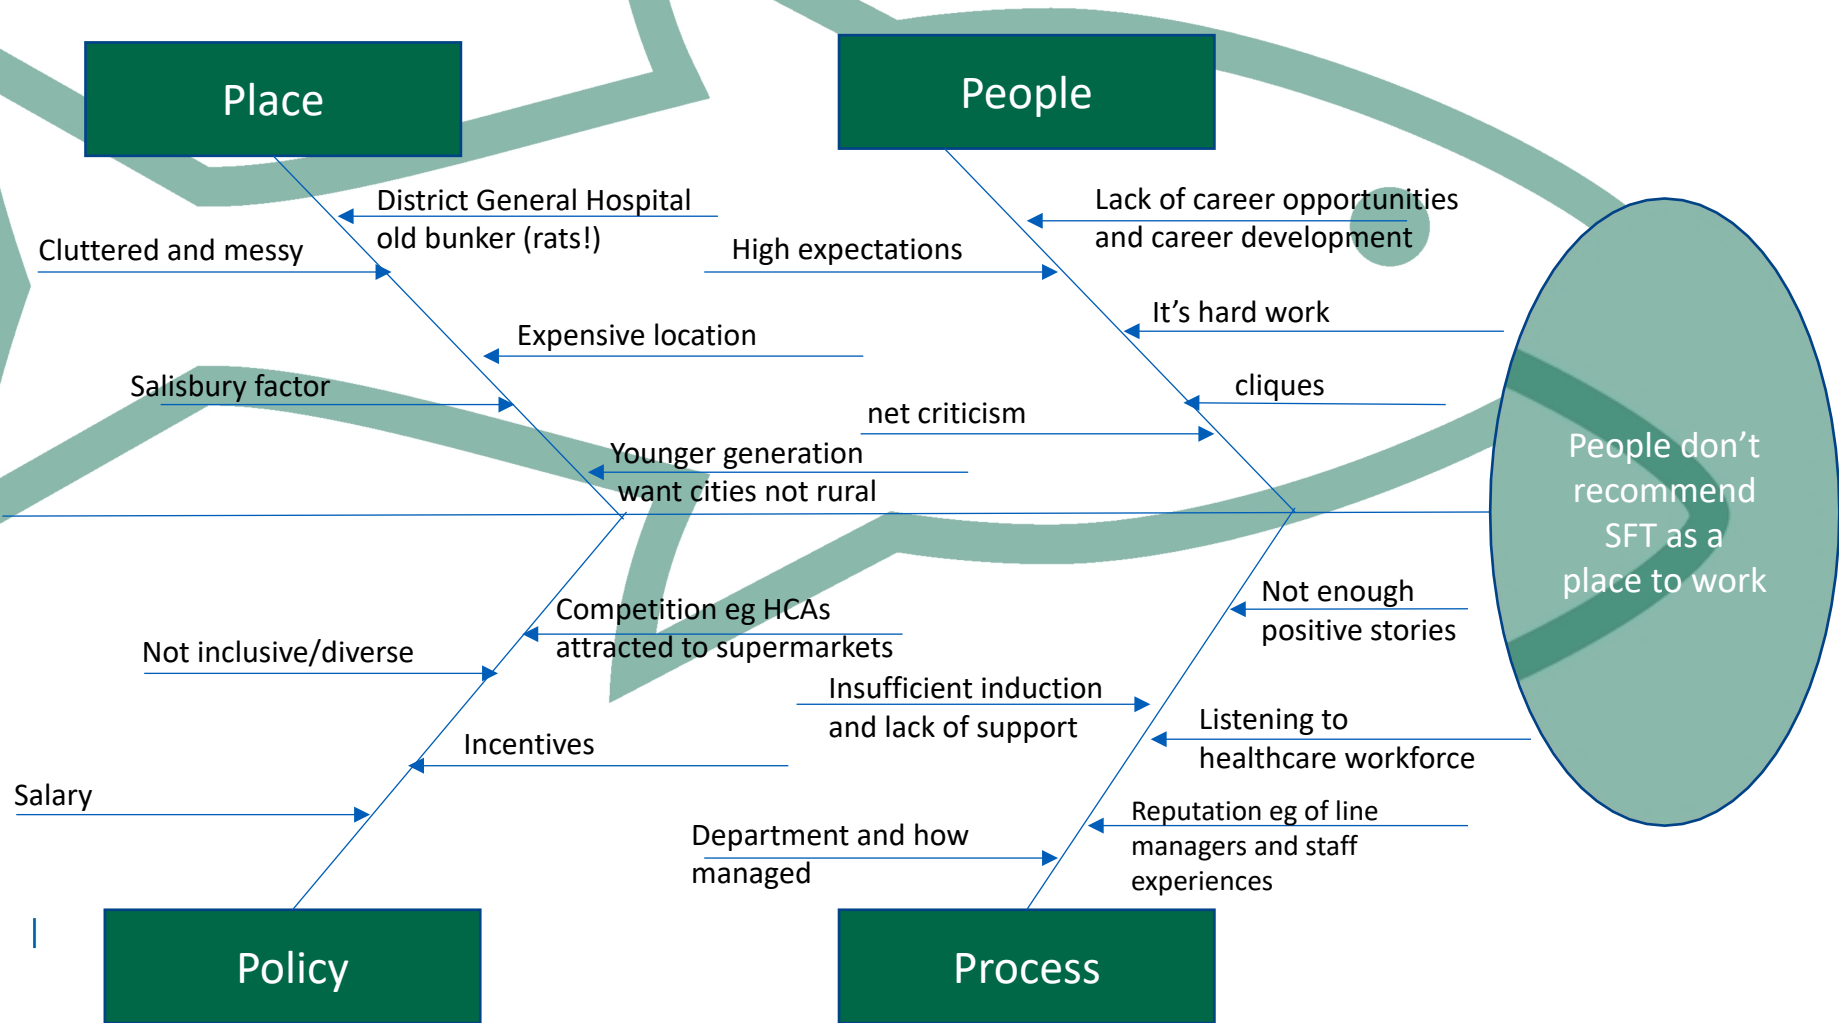 Place
People
District General Hospital
old bunker (rats!)
Cluttered and messy
Expensive location
Salisbury factor
Younger generation
want cities not rural
Lack of career opportunities
and career development
High expectations
It’s hard work
cliques
net criticism
People don’t
recommend
SFT as a
place to work
Competition eg HCAs
attracted to supermarkets
Not inclusive/diverse
Incentives
Salary
Not enough
positive stories
Insufficient induction
and lack of support
Listening to
healthcare workforce
Reputation eg of line
managers and staff
experiences
Department and how
managed
Policy
Process